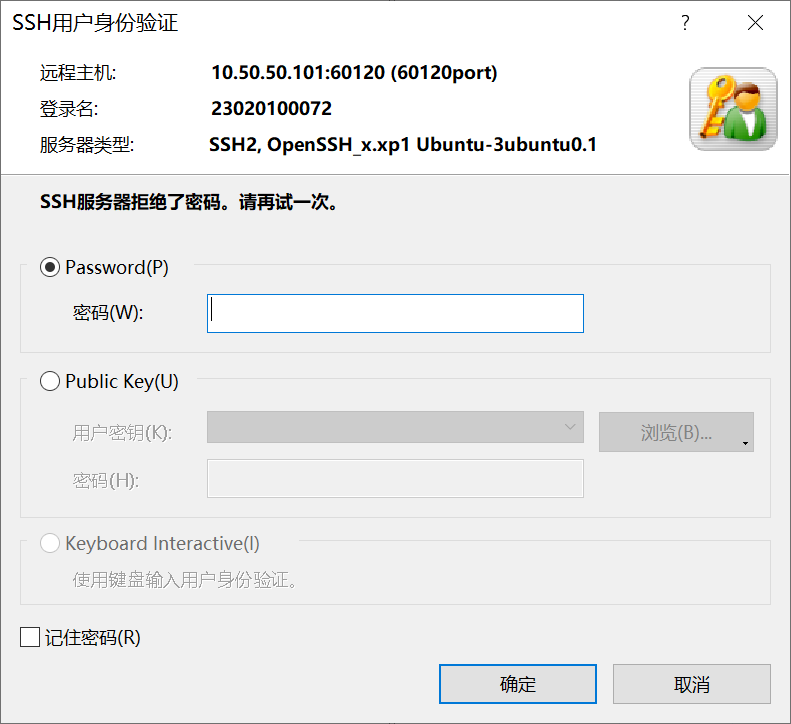 SSH用户身份验证
?
远程主机: 10.50.50.101:60120 (60120port)
登录名: 23020100072
服务器类型: SSH2, OpenSSH_x.xp1 Ubuntu-3ubuntu0.1
SSH服务器拒绝了密码。请再试一次。
Password(P)
密码(W):
Public Key(U)
用户密钥(K):
浏览(B)...
密码(H):
Keyboard Interactive(I)
使用键盘输入用户身份验证。
记住密码(R)
确定 取消